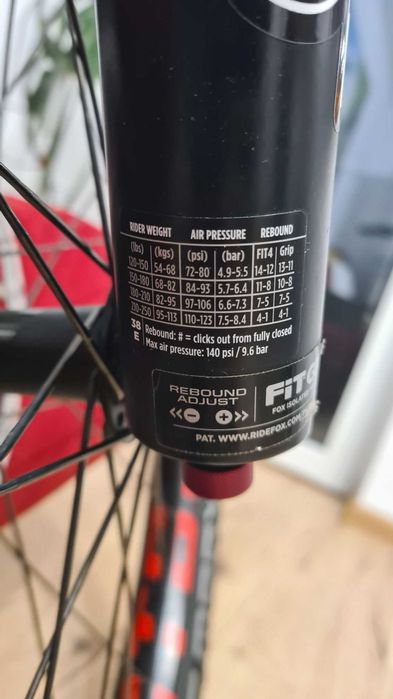 RIDER WEIGHT AIR PRESSURE REBOUND
(lbs) (kgs) (psi) (bar) FIT4 Grip
120-150 54-68 72-80 4.9-5.5 14-12 13-11
150-180 68-82 84-93 5.7-6.4 11-8 10-8
180-210 82-95 97-106 6.6-7.3 7-5 7-5
210-250 95-113 110-123 7.5-8.4 4-1 4-1
38
E
Rebound: # = clicks out from fully closed
Max air pressure: 140 psi / 9.6 bar
REBOUND
ADJUST
<<⊖ ⊕>>
FOX
PAT. WWW.RIDEFOX.COM